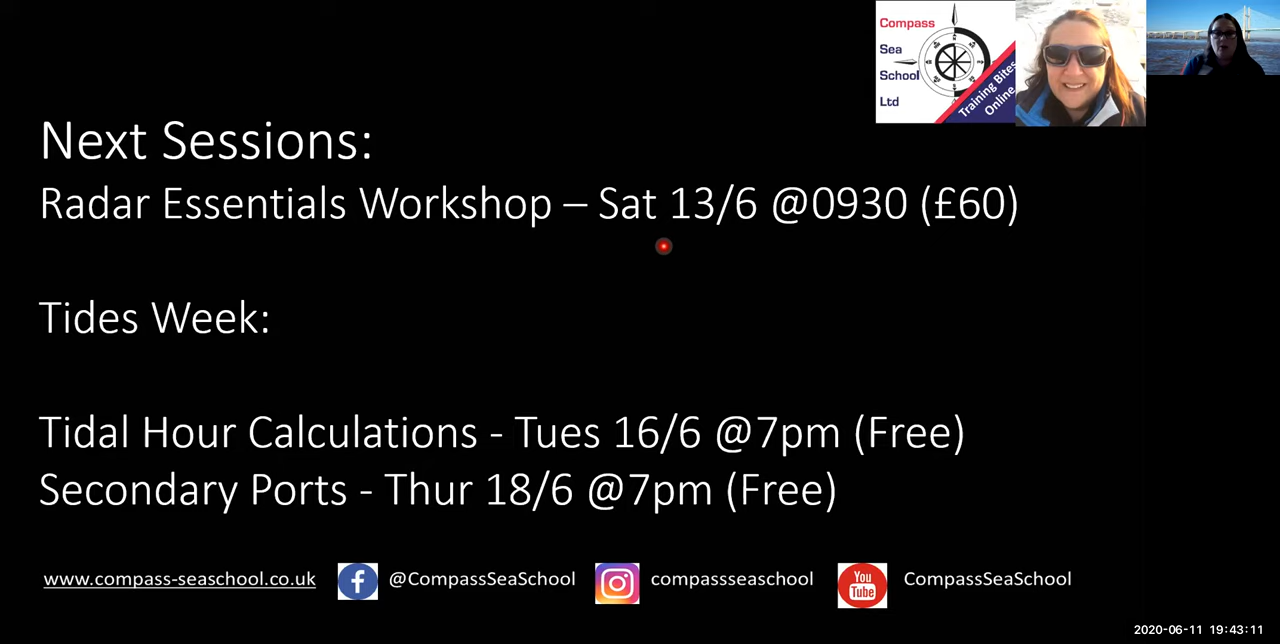 Compass
Sea
School
Ltd
Training Bites
Online
Next Sessions:
Radar Essentials Workshop – Sat 13/6 @0930 (£60)
Tides Week:
Tidal Hour Calculations - Tues 16/6 @7pm (Free)
Secondary Ports - Thur 18/6 @7pm (Free)
www.compass-seaschool.co.uk
@CompassSeaSchool
compassseaschool
You
Tube
CompassSeaSchool
2020-06-11 19:43:11